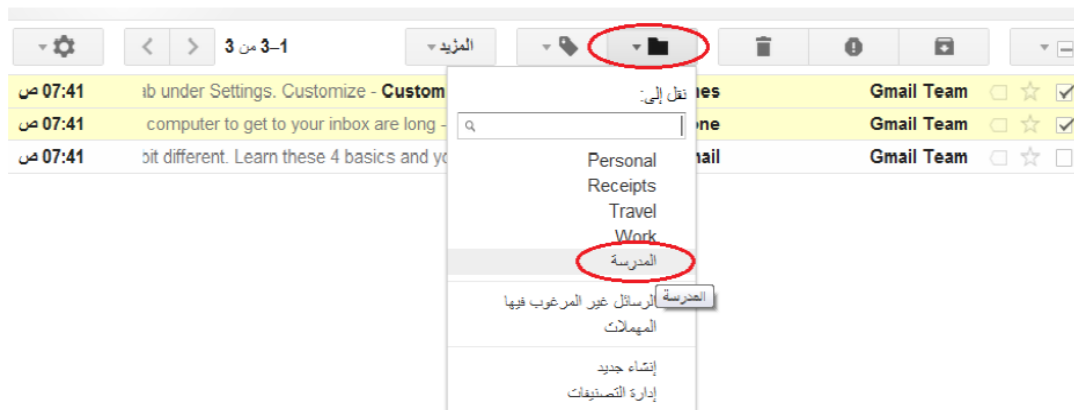 المزيد
1–3 من 3
Gmail Team
Custom - ab under Settings. Customize
07:41 ص
Gmail Team
computer to get to your inbox are long -
07:41 ص
Gmail Team
bit different. Learn these 4 basics and
07:41 ص
نقل إلى:
Personal
Receipts
Travel
Work
المدرسة
المدرسة
الرسائل غير المرغوب فيها
المهملات
إنشاء جديد
إدارة التصنيفات